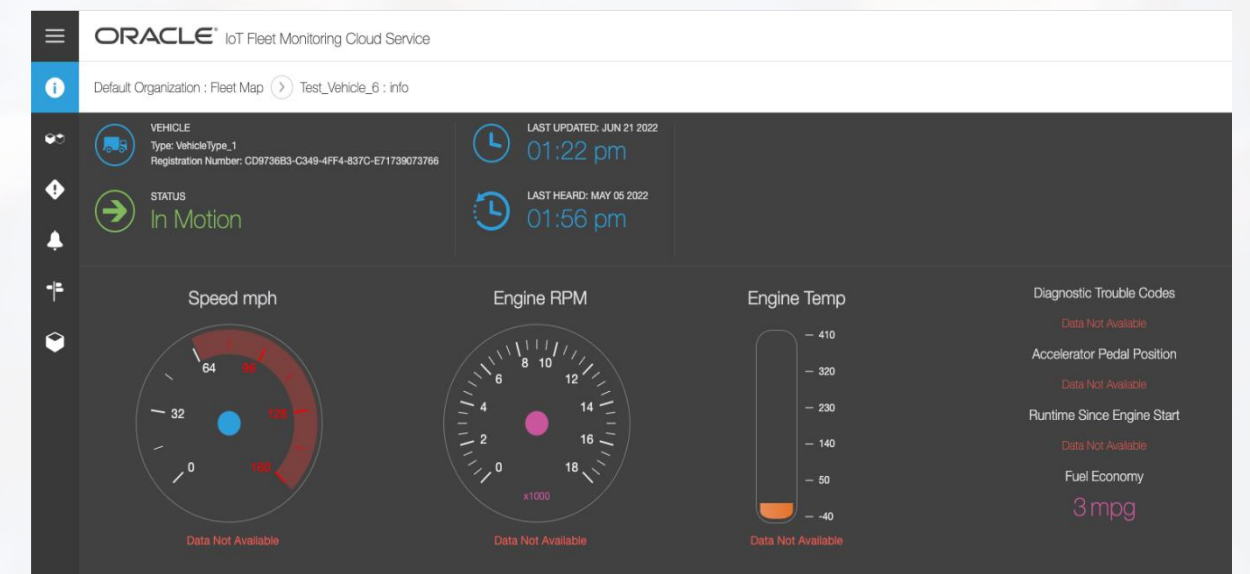 ORACLE® IoT Fleet Monitoring Cloud Service
Default Organization : Fleet Map > Test_Vehicle_6 : info
VEHICLE
Type: VehicleType_1
Registration Number: CD9736B3-C349-4FF4-837C-E71739073766
STATUS
In Motion
LAST UPDATED: JUN 21 2022
01:22 pm
LAST HEARD: MAY 05 2022
01:56 pm
Speed mph
0
32
64
96
128
160
Data Not Available
Engine RPM
0
2
4
6
8
10
12
14
16
18
x1000
Data Not Available
Engine Temp
410
320
230
140
50
-40
Data Not Available
Diagnostic Trouble Codes
Data Not Available
Accelerator Pedal Position
Data Not Available
Runtime Since Engine Start
Data Not Available
Fuel Economy
3 mpg